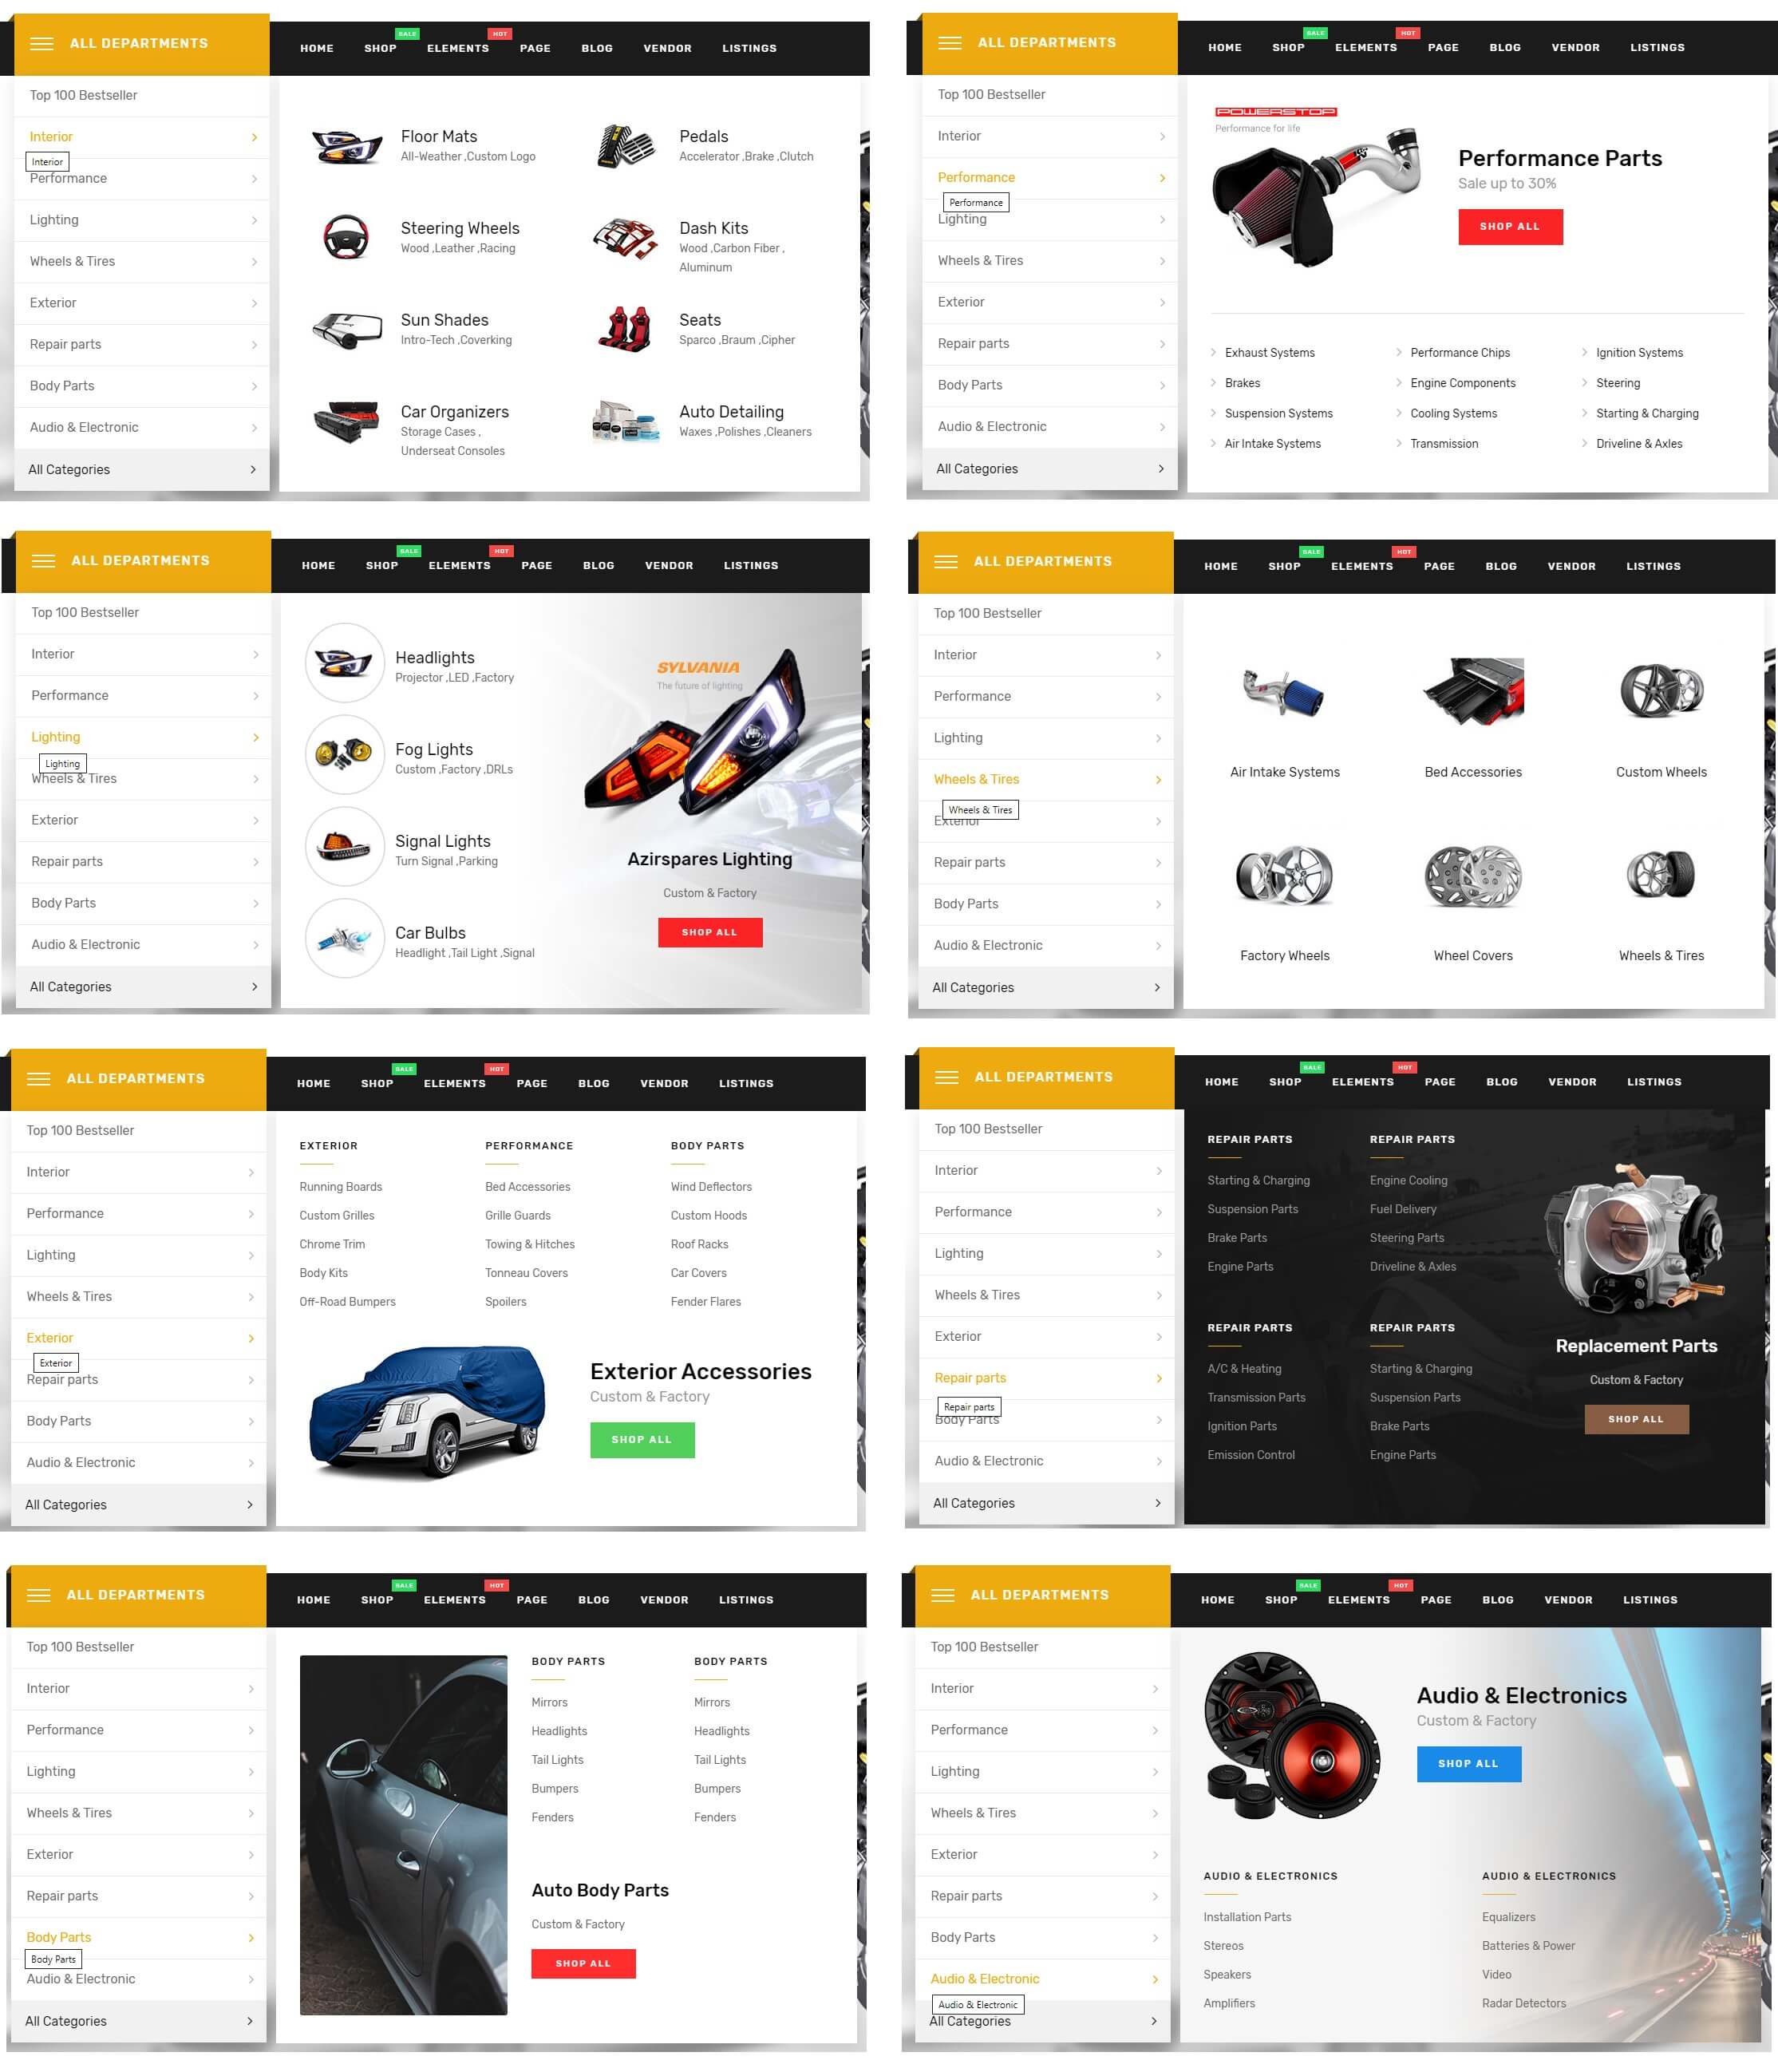 ALL DEPARTMENTS
HOME SHOP SALE ELEMENTS HOT PAGE BLOG VENDOR LISTINGS
Top 100 Bestseller
Interior
Interior
Performance
Lighting
Wheels & Tires
Exterior
Repair parts
Body Parts
Audio & Electronic
All Categories
Floor Mats
All-Weather ,Custom Logo
Pedals
Accelerator ,Brake ,Clutch
Steering Wheels
Wood ,Leather ,Racing
Dash Kits
Wood ,Carbon Fiber ,
Aluminum
Sun Shades
Intro-Tech ,Coverking
Seats
Sparco ,Braum ,Cipher
Car Organizers
Storage Cases ,
Underseat Consoles
Auto Detailing
Waxes ,Polishes ,Cleaners
ALL DEPARTMENTS
HOME SHOP SALE ELEMENTS HOT PAGE BLOG VENDOR LISTINGS
Top 100 Bestseller
Interior
Performance
Performance
Lighting
Wheels & Tires
Exterior
Repair parts
Body Parts
Audio & Electronic
All Categories
POWERSTOP
Performance for life
Performance Parts
Sale up to 30%
SHOP ALL
Exhaust Systems
Performance Chips
Ignition Systems
Brakes
Engine Components
Steering
Suspension Systems
Cooling Systems
Starting & Charging
Air Intake Systems
Transmission
Driveline & Axles
ALL DEPARTMENTS
HOME SHOP SALE ELEMENTS HOT PAGE BLOG VENDOR LISTINGS
Top 100 Bestseller
Interior
Performance
Lighting
Lighting
Wheels & Tires
Exterior
Repair parts
Body Parts
Audio & Electronic
All Categories
Headlights
Projector ,LED ,Factory
Fog Lights
Custom ,Factory ,DRLs
Signal Lights
Turn Signal ,Parking
Car Bulbs
Headlight ,Tail Light ,Signal
SYLVANIA
The future of lighting
Azirspares Lighting
Custom & Factory
SHOP ALL
ALL DEPARTMENTS
HOME SHOP SALE ELEMENTS HOT PAGE BLOG VENDOR LISTINGS
Top 100 Bestseller
Interior
Performance
Lighting
Wheels & Tires
Wheels & Tires
Exterior
Repair parts
Body Parts
Audio & Electronic
All Categories
Air Intake Systems
Bed Accessories
Custom Wheels
Factory Wheels
Wheel Covers
Wheels & Tires
ALL DEPARTMENTS
HOME SHOP SALE ELEMENTS HOT PAGE BLOG VENDOR LISTINGS
Top 100 Bestseller
Interior
Performance
Lighting
Wheels & Tires
Exterior
Exterior
Repair parts
Body Parts
Audio & Electronic
All Categories
EXTERIOR
Running Boards
Custom Grilles
Chrome Trim
Body Kits
Off-Road Bumpers
PERFORMANCE
Bed Accessories
Grille Guards
Towing & Hitches
Tonneau Covers
Spoilers
BODY PARTS
Wind Deflectors
Custom Hoods
Roof Racks
Car Covers
Fender Flares
Exterior Accessories
Custom & Factory
SHOP ALL
ALL DEPARTMENTS
HOME SHOP SALE ELEMENTS HOT PAGE BLOG VENDOR LISTINGS
Top 100 Bestseller
Interior
Performance
Lighting
Wheels & Tires
Exterior
Repair parts
Repair parts
Body Parts
Audio & Electronic
All Categories
REPAIR PARTS
Starting & Charging
Suspension Parts
Brake Parts
Engine Parts
REPAIR PARTS
Engine Cooling
Fuel Delivery
Steering Parts
Driveline & Axles
REPAIR PARTS
A/C & Heating
Transmission Parts
Ignition Parts
Emission Control
REPAIR PARTS
Starting & Charging
Suspension Parts
Brake Parts
Engine Parts
Replacement Parts
Custom & Factory
SHOP ALL
ALL DEPARTMENTS
HOME SHOP SALE ELEMENTS HOT PAGE BLOG VENDOR LISTINGS
Top 100 Bestseller
Interior
Performance
Lighting
Wheels & Tires
Exterior
Repair parts
Body Parts
Body Parts
Audio & Electronic
All Categories
BODY PARTS
Mirrors
Headlights
Tail Lights
Bumpers
Fenders
BODY PARTS
Mirrors
Headlights
Tail Lights
Bumpers
Fenders
Auto Body Parts
Custom & Factory
SHOP ALL
ALL DEPARTMENTS
HOME SHOP SALE ELEMENTS HOT PAGE BLOG VENDOR LISTINGS
Top 100 Bestseller
Interior
Performance
Lighting
Wheels & Tires
Exterior
Repair parts
Body Parts
Audio & Electronic
Audio & Electronic
All Categories
Audio & Electronics
Custom & Factory
SHOP ALL
AUDIO & ELECTRONICS
Installation Parts
Stereos
Speakers
Amplifiers
AUDIO & ELECTRONICS
Equalizers
Batteries & Power
Video
Radar Detectors